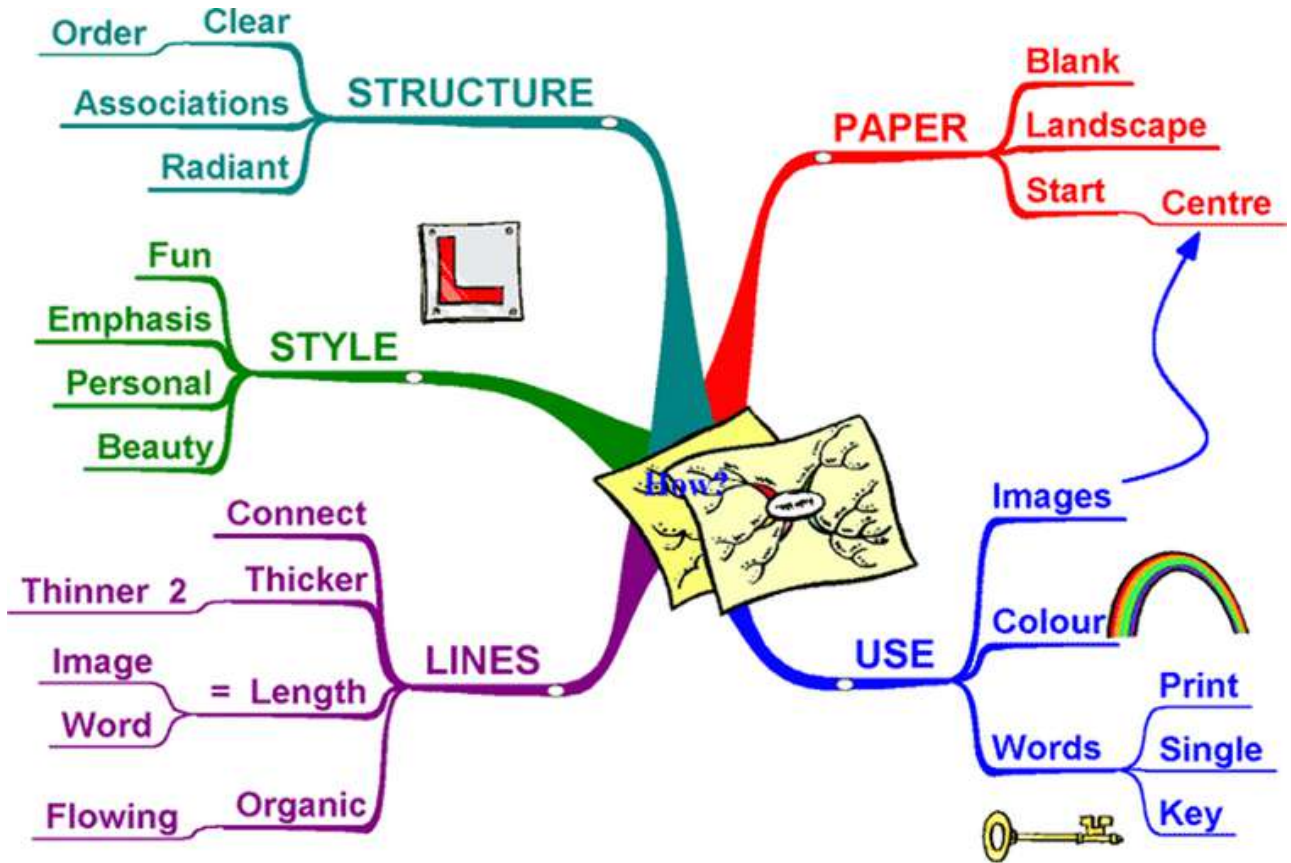 STRUCTURE
Clear
Order
Associations
Radiant
PAPER
Blank
Landscape
Start
Centre
L
STYLE
Fun
Emphasis
Personal
Beauty
How?
LINES
Connect
Thicker
Thinner 2
= Length
Image
Word
Organic
Flowing
USE
Images
Colour
Words
Print
Single
Key